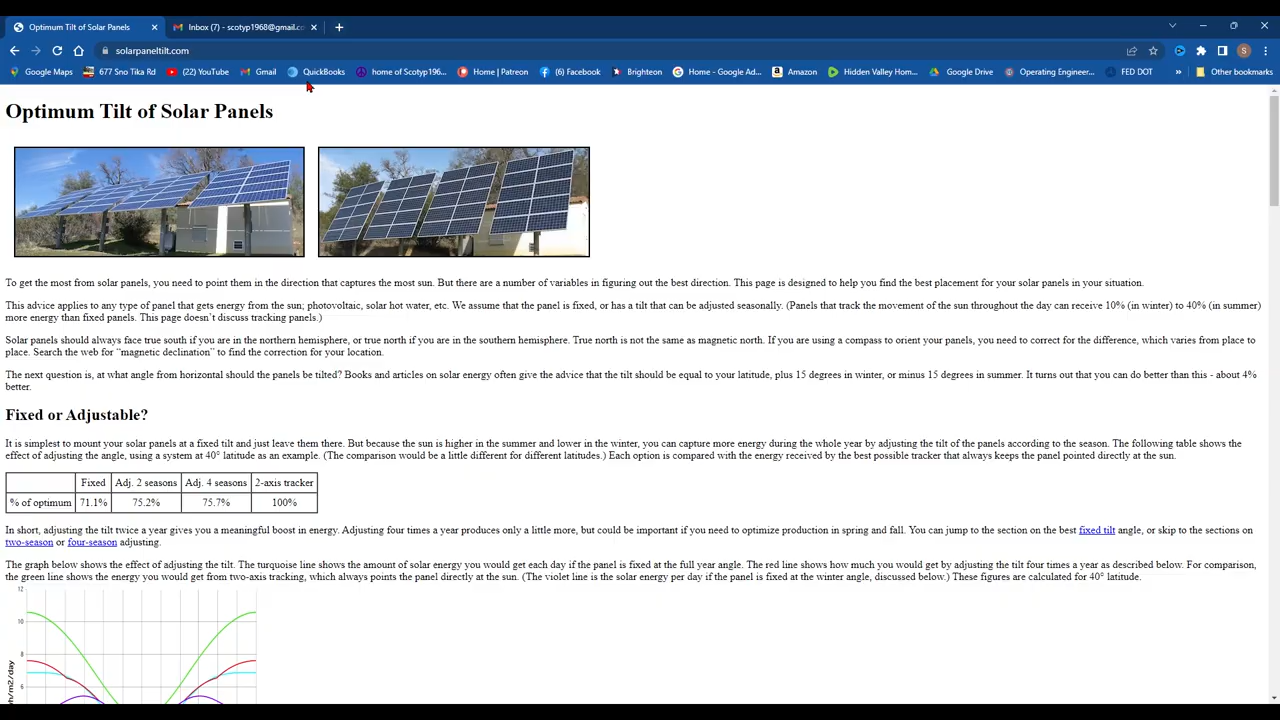 Optimum Tilt of Solar Panels
Inbox (7) - scotyp1968@gmail.co
solarpaneltilt.com
S
Google Maps
677 Sno Tika Rd
(22) YouTube
Gmail
QuickBooks
home of Scotyp196...
Home | Patreon
(6) Facebook
Brighteon
Home - Google Ad...
Amazon
Hidden Valley Hom...
Google Drive
Operating Engineer...
FED DOT
»
Other bookmarks
Optimum Tilt of Solar Panels
To get the most from solar panels, you need to point them in the direction that captures the most sun. But there are a number of variables in figuring out the best direction. This page is designed to help you find the best placement for your solar panels in your situation.
This advice applies to any type of panel that gets energy from the sun; photovoltaic, solar hot water, etc. We assume that the panel is fixed, or has a tilt that can be adjusted seasonally. (Panels that track the movement of the sun throughout the day can receive 10% (in winter) to 40% (in summer)
more energy than fixed panels. This page doesn't discuss tracking panels.)
Solar panels should always face true south if you are in the northern hemisphere, or true north if you are in the southern hemisphere. True north is not the same as magnetic north. If you are using a compass to orient your panels, you need to correct for the difference, which varies from place to
place. Search the web for “magnetic declination” to find the correction for your location.
The next question is, at what angle from horizontal should the panels be tilted? Books and articles on solar energy often give the advice that the tilt should be equal to your latitude, plus 15 degrees in winter, or minus 15 degrees in summer. It turns out that you can do better than this - about 4%
better.
Fixed or Adjustable?
It is simplest to mount your solar panels at a fixed tilt and just leave them there. But because the sun is higher in the summer and lower in the winter, you can capture more energy during the whole year by adjusting the tilt of the panels according to the season. The following table shows the
effect of adjusting the angle, using a system at 40° latitude as an example. (The comparison would be a little different for different latitudes.) Each option is compared with the energy received by the best possible tracker that always keeps the panel pointed directly at the sun.
Fixed Adj. 2 seasons Adj. 4 seasons 2-axis tracker
% of optimum 71.1% 75.2% 75.7% 100%
In short, adjusting the tilt twice a year gives you a meaningful boost in energy. Adjusting four times a year produces only a little more, but could be important if you need to optimize production in spring and fall. You can jump to the section on the best fixed tilt angle, or skip to the sections on
two-season or four-season adjusting.
The graph below shows the effect of adjusting the tilt. The turquoise line shows the amount of solar energy you would get each day if the panel is fixed at the full year angle. The red line shows how much you would get by adjusting the tilt four times a year as described below. For comparison,
the green line shows the energy you would get from two-axis tracking, which always points the panel directly at the sun. (The violet line is the solar energy per day if the panel is fixed at the winter angle, discussed below.) These figures are calculated for 40° latitude.
12
10
8
6
h/m2/day